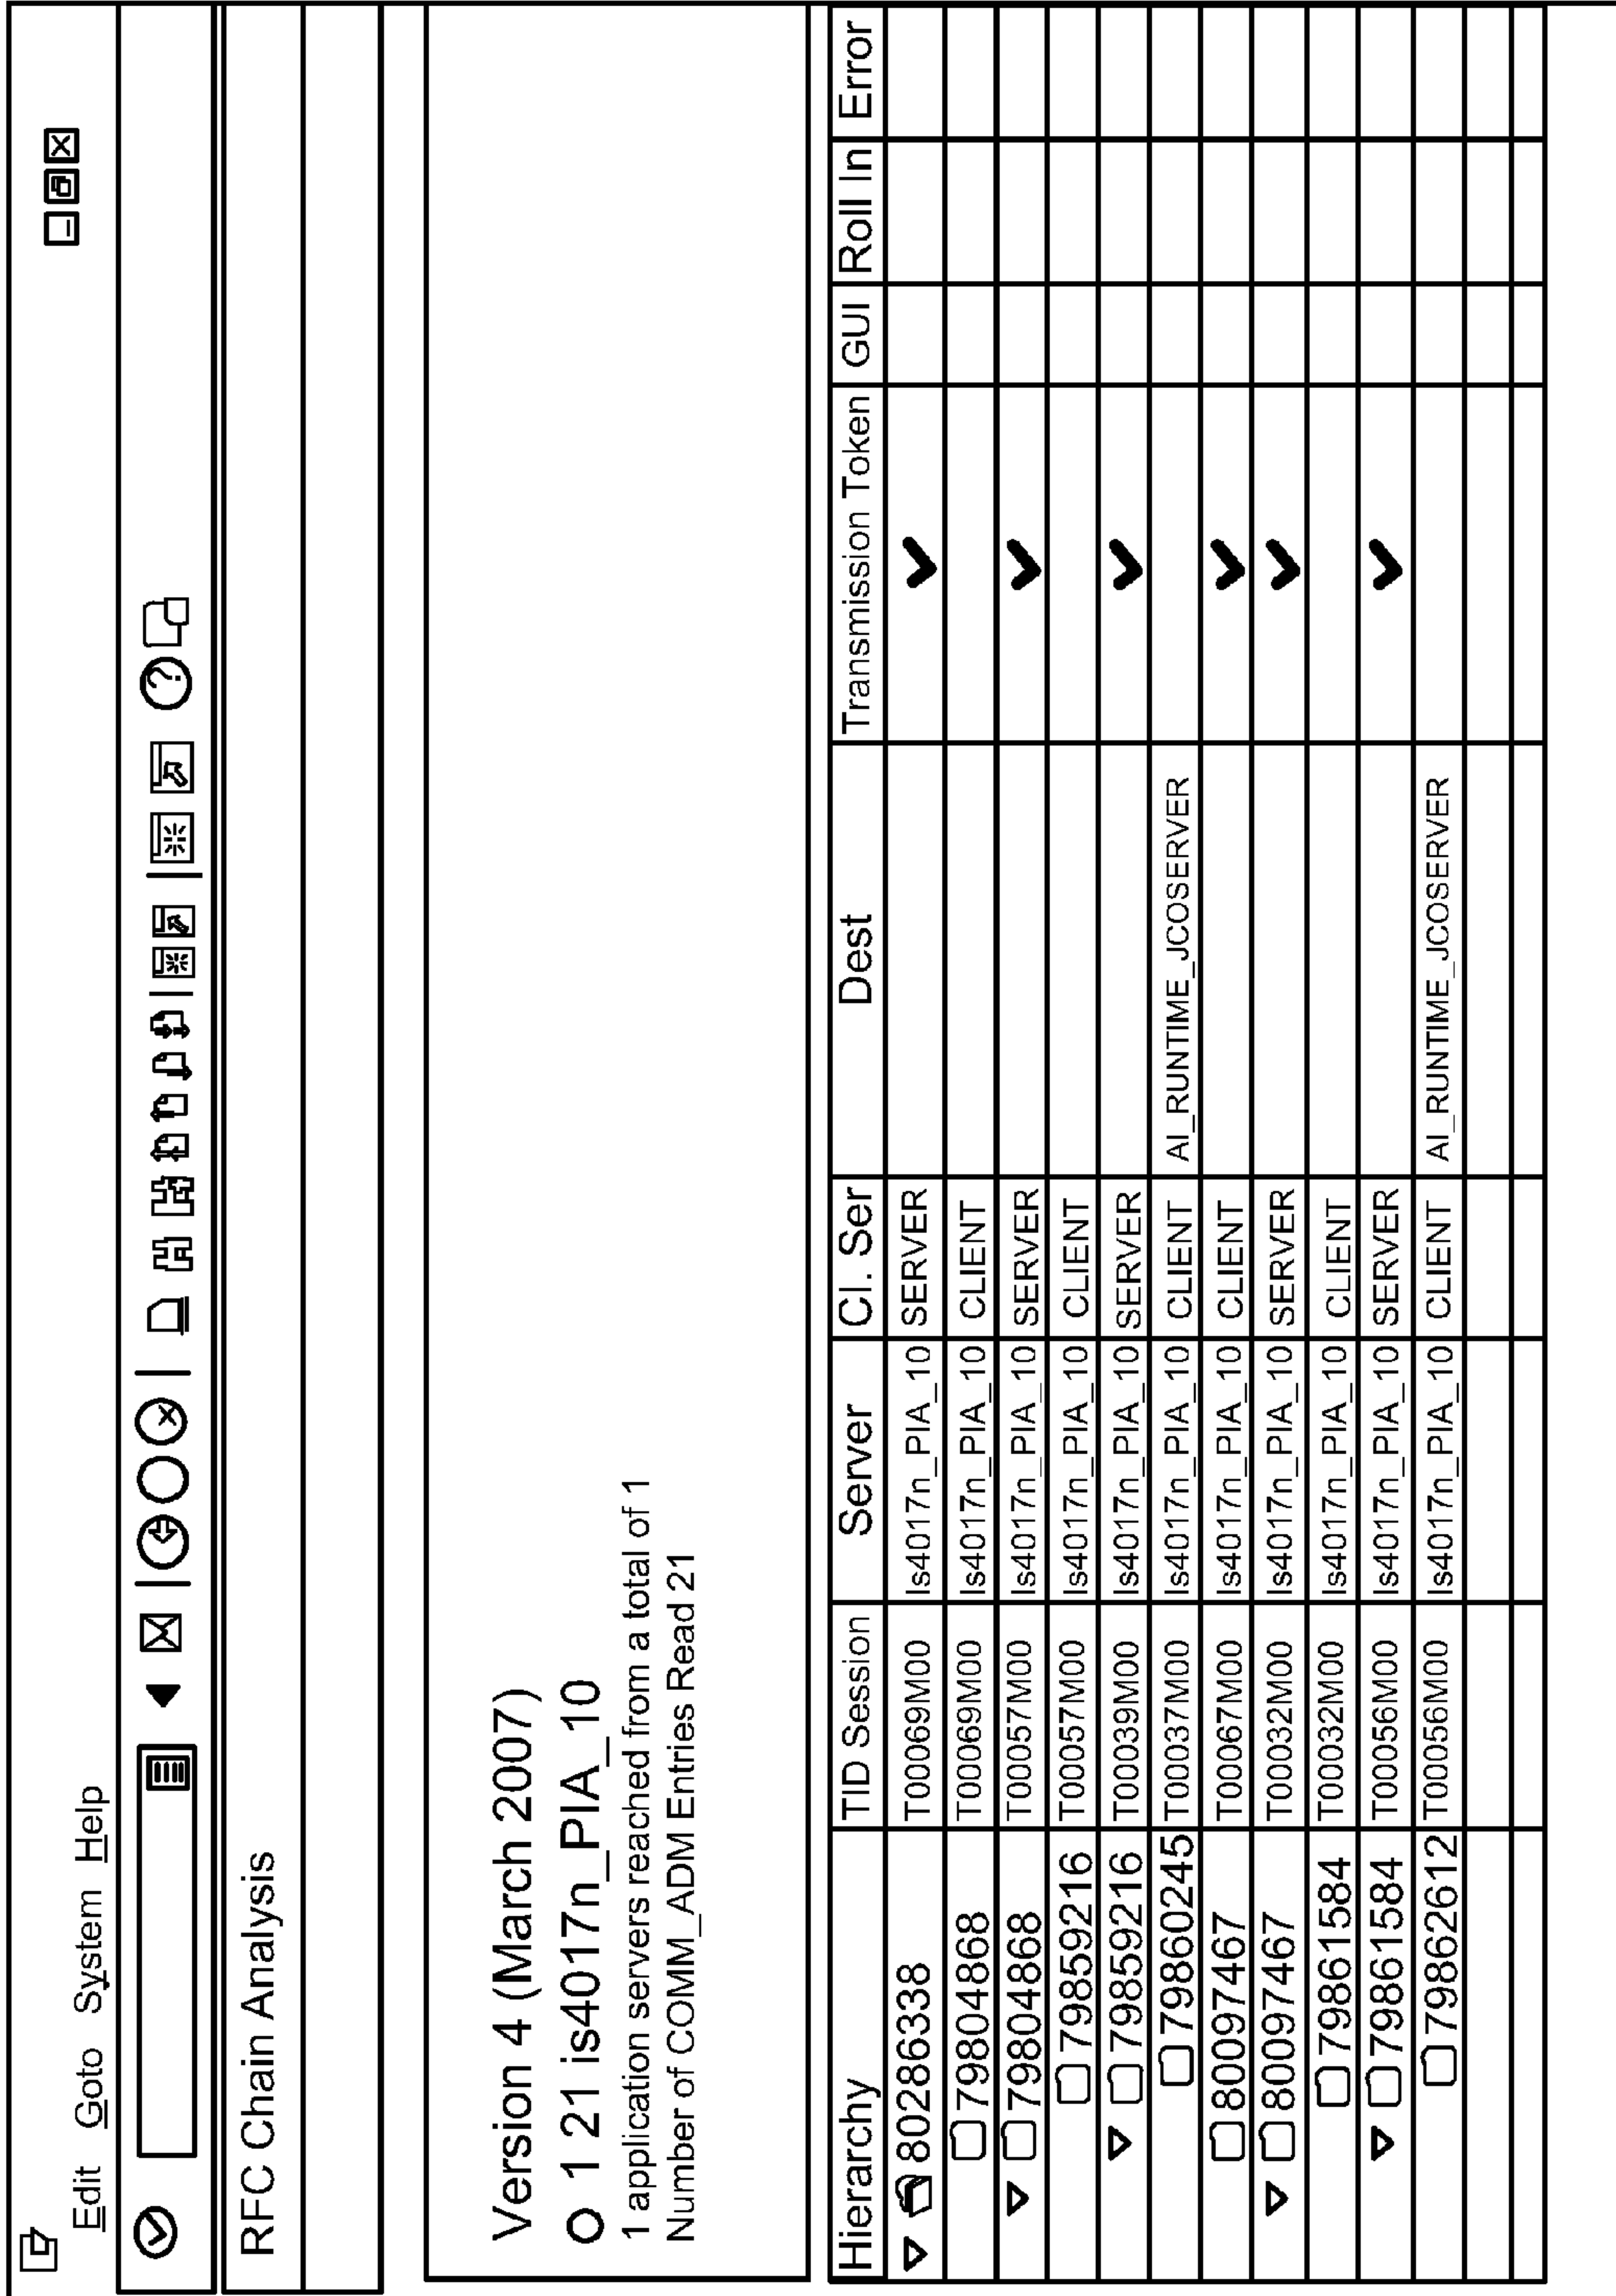 Edit Goto System Help
RFC Chain Analysis
Version 4 (March 2007)
1 21 is4017n_PIA_10
1 application servers reached from a total of 1
Number of COMM_ADM Entries Read 21
Hierarchy TID Session Server Cl. Ser Dest Transmission Token GUI Roll In Error
80286338 T00069M00 ls4017n_PIA_10 SERVER
79804868 T00069M00 ls4017n_PIA_10 CLIENT
79804868 T00057M00 ls4017n_PIA_10 SERVER
79859216 T00057M00 ls4017n_PIA_10 CLIENT
79859216 T00039M00 ls4017n_PIA_10 SERVER
79860245 T00037M00 ls4017n_PIA_10 CLIENT AI_RUNTIME_JCOSERVER
80097467 T00067M00 ls4017n_PIA_10 CLIENT
80097467 T00032M00 ls4017n_PIA_10 SERVER
79861584 T00032M00 ls4017n_PIA_10 CLIENT
79861584 T00056M00 ls4017n_PIA_10 SERVER
79862612 T00056M00 ls4017n_PIA_10 CLIENT AI_RUNTIME_JCOSERVER